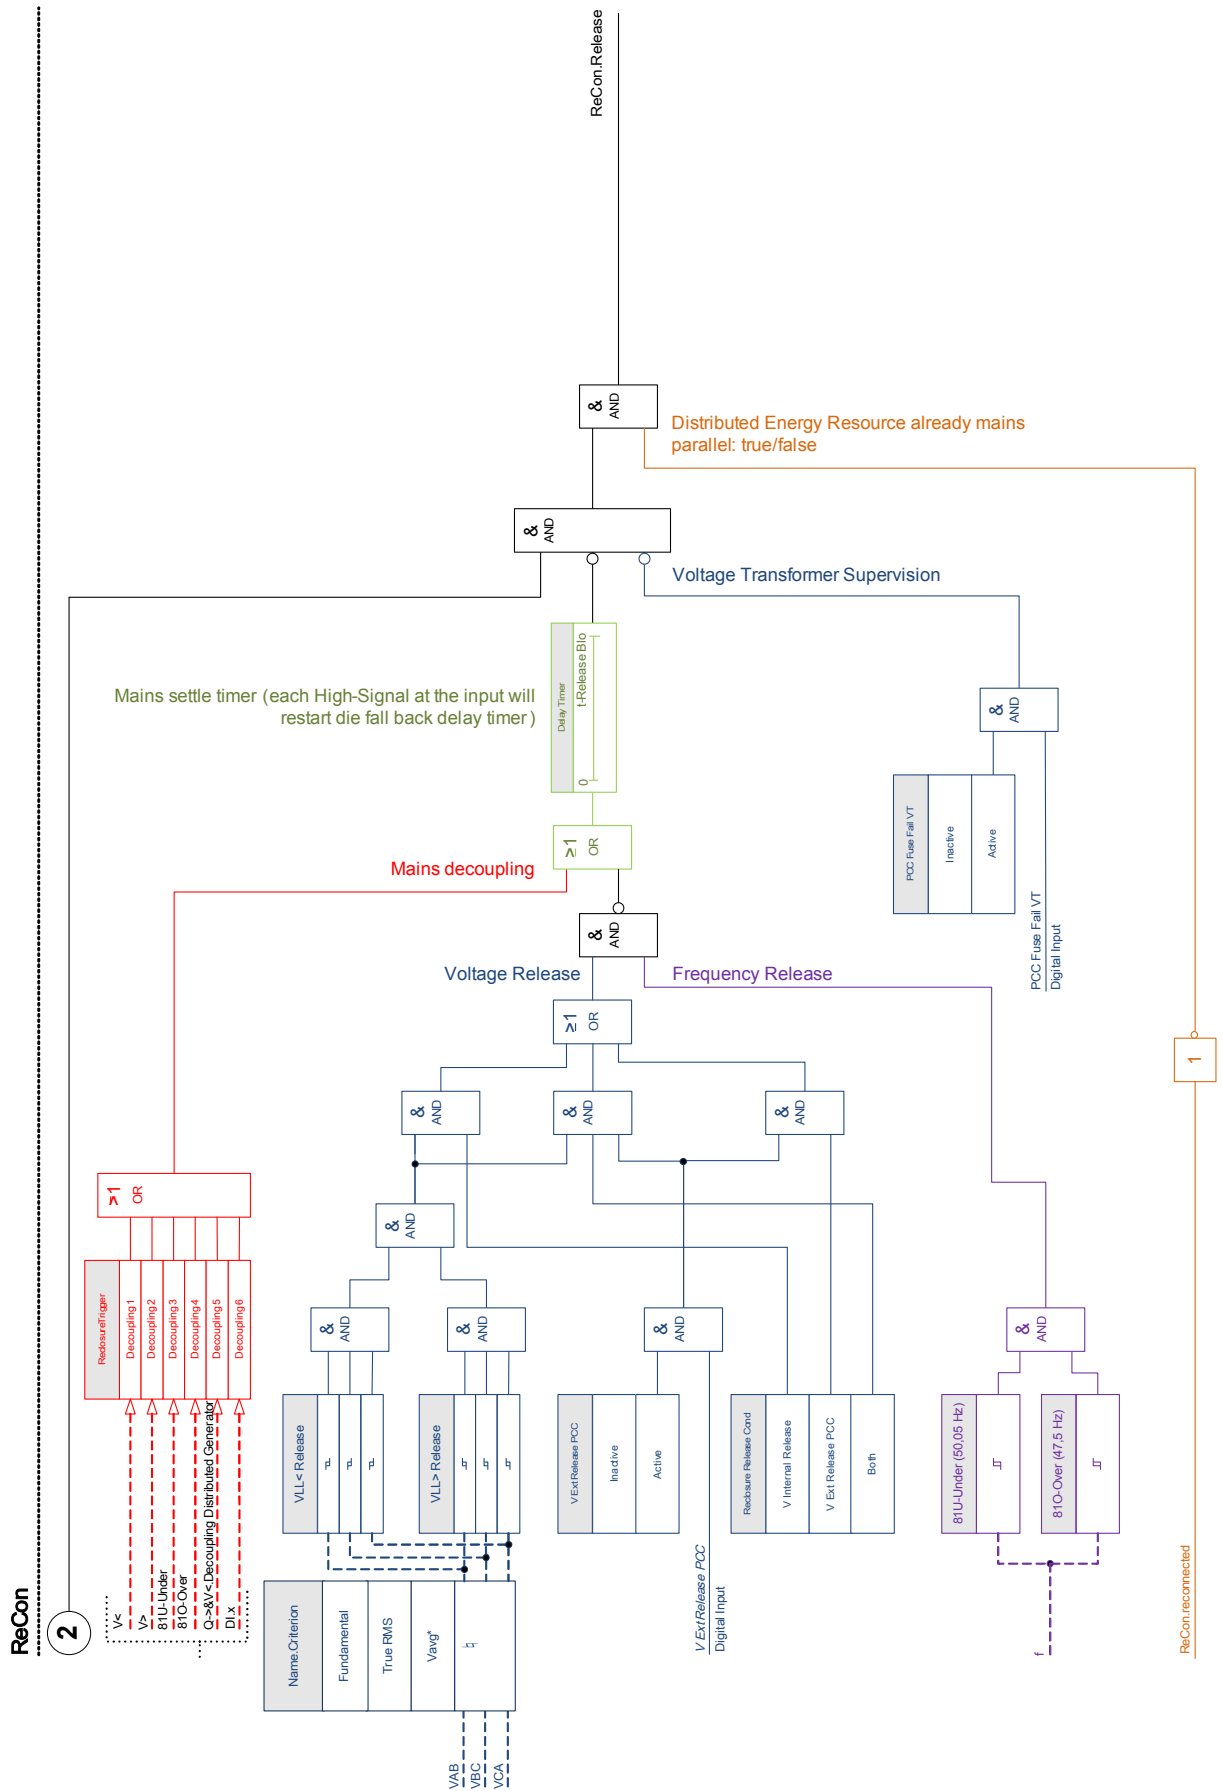 ReCon
2
V<
V>
81U-Under
81O-Over
Q->&V<.Decoupling Distributed Generator
DI.x
ReclosureTrigger
Decoupling1
Decoupling2
Decoupling3
Decoupling4
Decoupling5
Decoupling6
≥1
OR
Mains decoupling
Mains settle timer (each High-Signal at the input will
restart die fall back delay timer)
VAB
VBC
VCA
Name.Criterion
Fundamental
True RMS
Vavg*
VLL< Release
VLL> Release
&
AND
&
AND
&
AND
V Ext Release PCC
Inactive
Active
V Ext Release PCC
Digital Input
Reclosure Release Cond
V Internal Release
V Ext Release PCC
Both
&
AND
&
AND
&
AND
≥1
OR
Voltage Release
Frequency Release
&
AND
≥1
OR
Delay Timer
0
t-Release Blo
&
AND
Voltage Transformer Supervision
&
AND
Distributed Energy Resource already mains
parallel: true/false
ReCon.Release
PCC Fuse Fail VT
Inactive
Active
PCC Fuse Fail VT
Digital Input
&
AND
f
81U-Under (50,05 Hz)
81O-Over (47,5 Hz)
&
AND
ReCon.reconnected
1